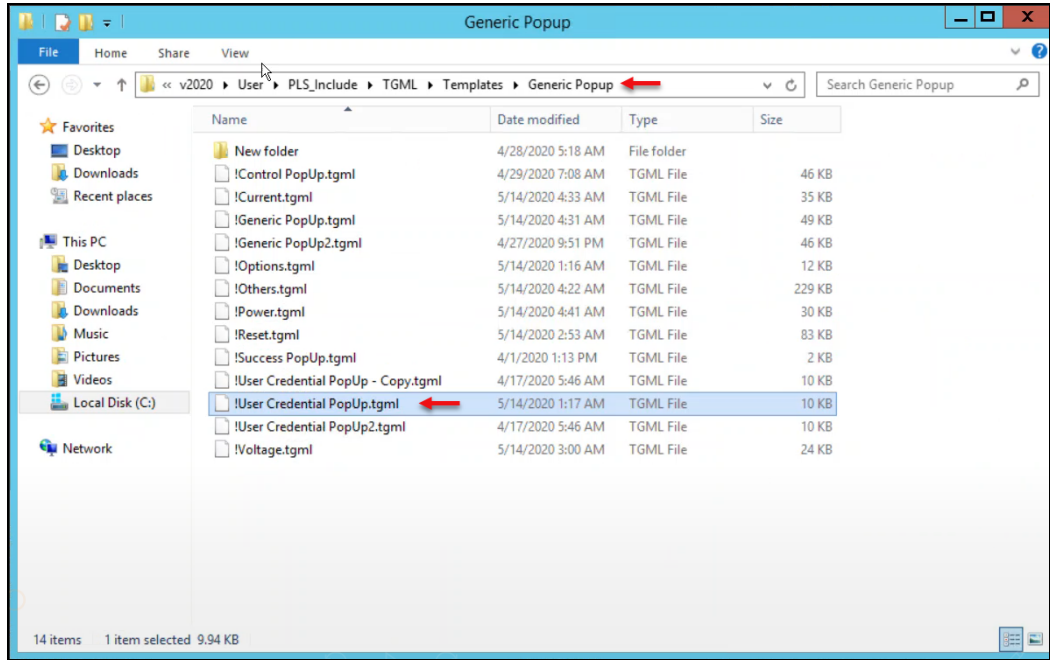 Generic Popup
File Home Share View
« v2020 User PLS_Include TGML Templates Generic Popup Search Generic Popup
Name Date modified Type Size
Favorites
Desktop
Downloads
Recent places
This PC
Desktop
Documents
Downloads
Music
Pictures
Videos
Local Disk (C:)
Network
New folder 4/28/2020 5:18 AM File folder
!Control PopUp.tgml 4/29/2020 7:08 AM TGML File 46 KB
!Current.tgml 5/14/2020 4:33 AM TGML File 35 KB
!Generic PopUp.tgml 5/14/2020 4:31 AM TGML File 49 KB
!Generic PopUp2.tgml 4/27/2020 9:51 PM TGML File 46 KB
!Options.tgml 5/14/2020 1:16 AM TGML File 12 KB
!Others.tgml 5/14/2020 4:22 AM TGML File 229 KB
!Power.tgml 5/14/2020 4:41 AM TGML File 30 KB
!Reset.tgml 5/14/2020 2:53 AM TGML File 83 KB
!Success PopUp.tgml 4/1/2020 1:13 PM TGML File 2 KB
!User Credential PopUp - Copy.tgml 4/17/2020 5:46 AM TGML File 10 KB
!User Credential PopUp.tgml 5/14/2020 1:17 AM TGML File 10 KB
!User Credential PopUp2.tgml 4/17/2020 5:46 AM TGML File 10 KB
!Voltage.tgml 5/14/2020 3:00 AM TGML File 24 KB
14 items 1 item selected 9.94 KB